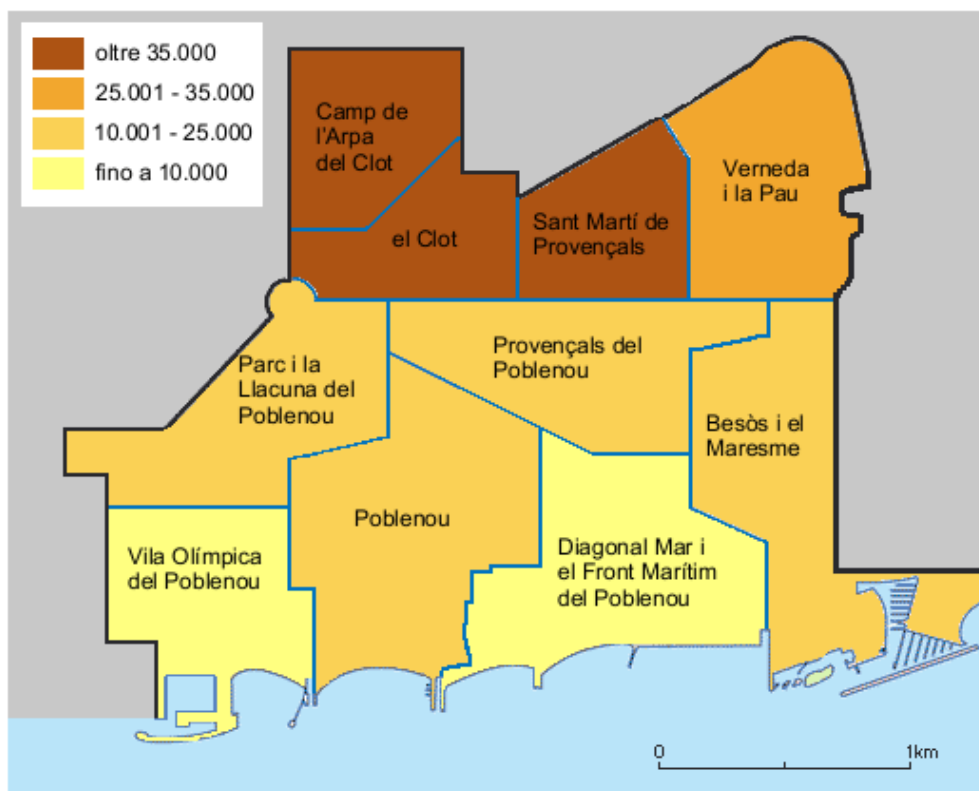 oltre 35.000
25.001 - 35.000
10.001 - 25.000
fino a 10.000
Camp de
l'Arpa
del Clot
el Clot
Sant Martí de
Provençals
Verneda
i la Pau
Parc i la
Llacuna del
Poblenou
Provençals del
Poblenou
Besòs i el
Maresme
Poblenou
Vila Olímpica
del Poblenou
Diagonal Mar i
el Front Marítim
del Poblenou
0 1km